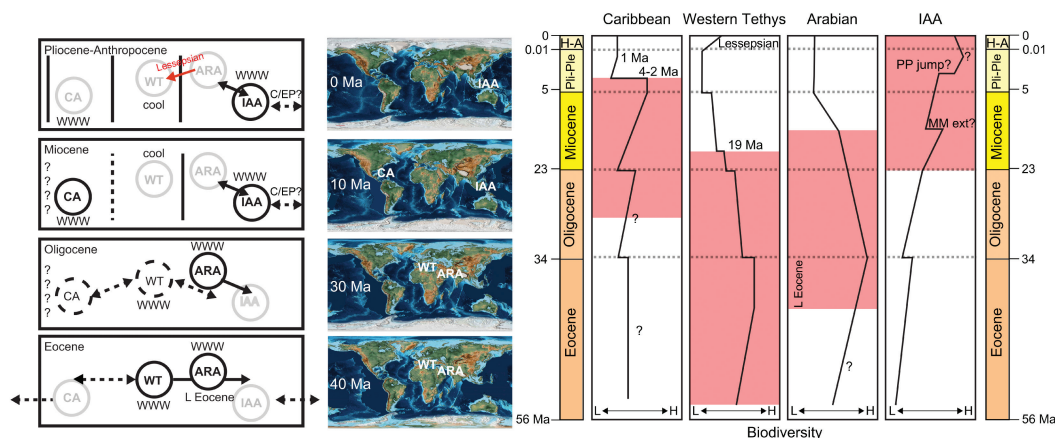 Pliocene-Anthropocene
CA
WWW
WT
cool
Lessepsian
ARA
WWW
IAA
C/EP?
Miocene
?
?
?
?
CA
WWW
cool
WT
ARA
WWW
IAA
C/EP?
Oligocene
?
?
?
?
CA
WT
WWW
WWW
ARA
IAA
Eocene
CA
WT
WWW
WWW
ARA
L Eocene
IAA
0 Ma
IAA
10 Ma
CA
IAA
30 Ma
WT
ARA
40 Ma
WT
ARA
Caribbean
Western Tethys
Arabian
IAA
0
0.01
5
23
34
56 Ma
H-A
Pli-Ple
Miocene
Oligocene
Eocene
1 Ma
4-2 Ma
?
?
L
H
Lessepsian
19 Ma
L
H
L Eocene
?
L
H
PP jump?
?
MM ext?
L
H
H-A
Pli-Ple
Miocene
Oligocene
Eocene
0
0.01
5
23
34
56 Ma
Biodiversity